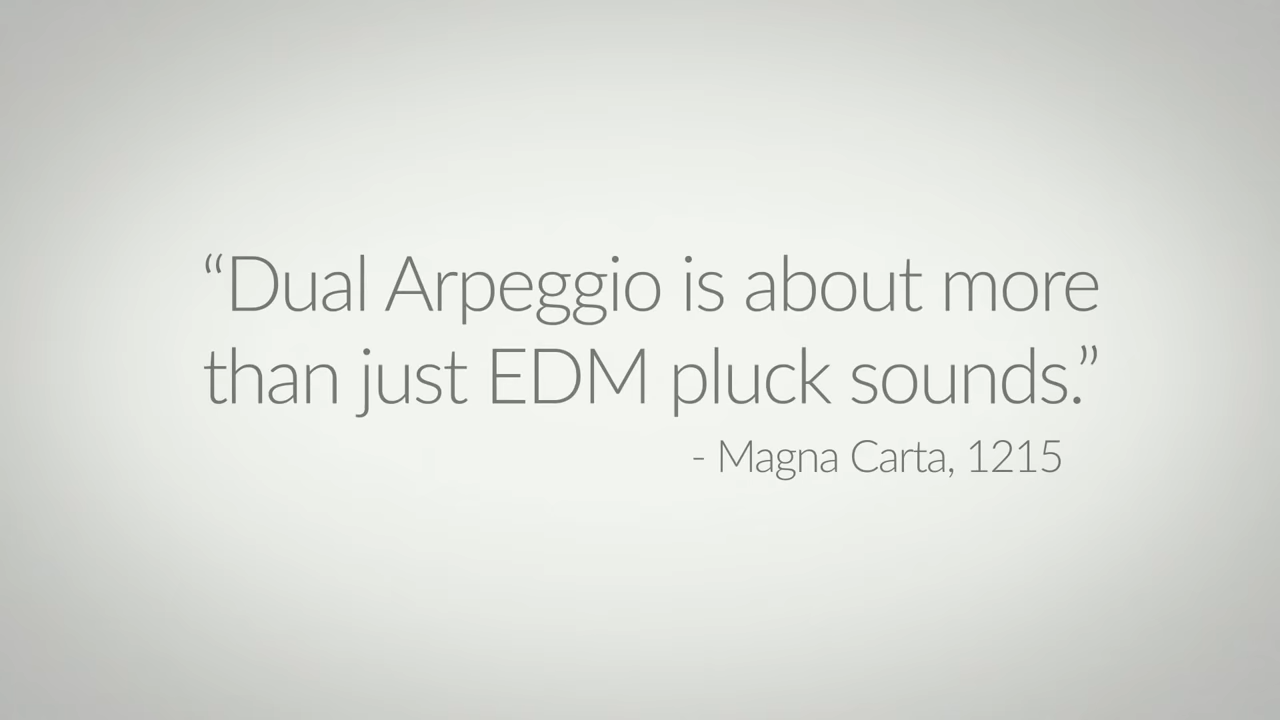 “Dual Arpeggio is about more
than just EDM pluck sounds.”
- Magna Carta, 1215